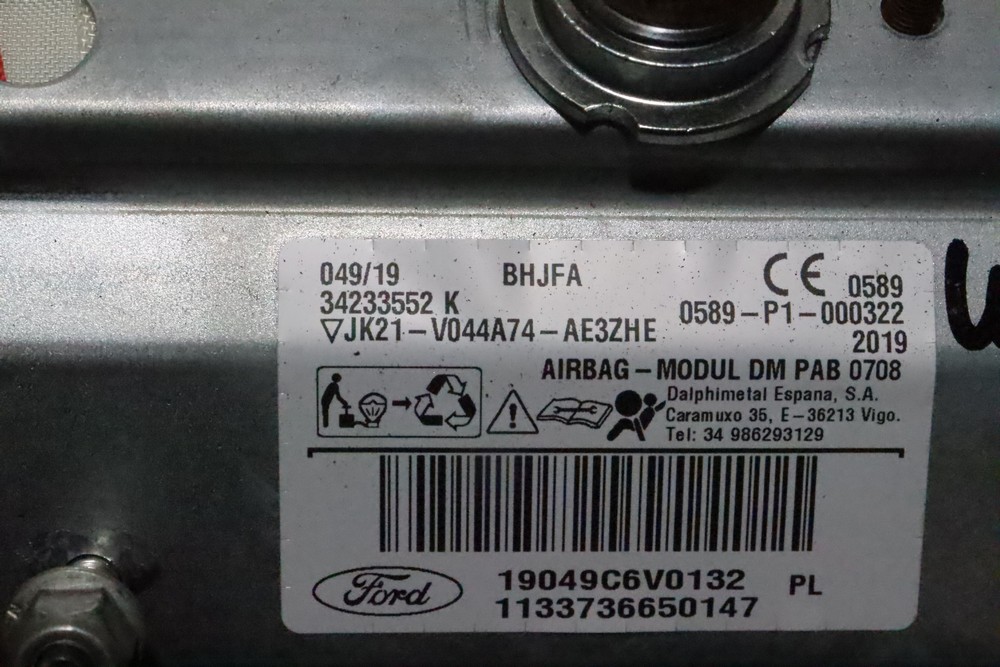 049/19 BHJFA CE 0589
34233552 K 0589-P1-000322
▽JK21-V044A74-AE3ZHE 2019
AIRBAG-MODUL DM PAB 0708
Dalphimetal Espana, S.A.
Caramuxo 35, E-36213 Vigo.
Tel: 34 986293129
Ford 19049C6V0132 PL
1133736650147